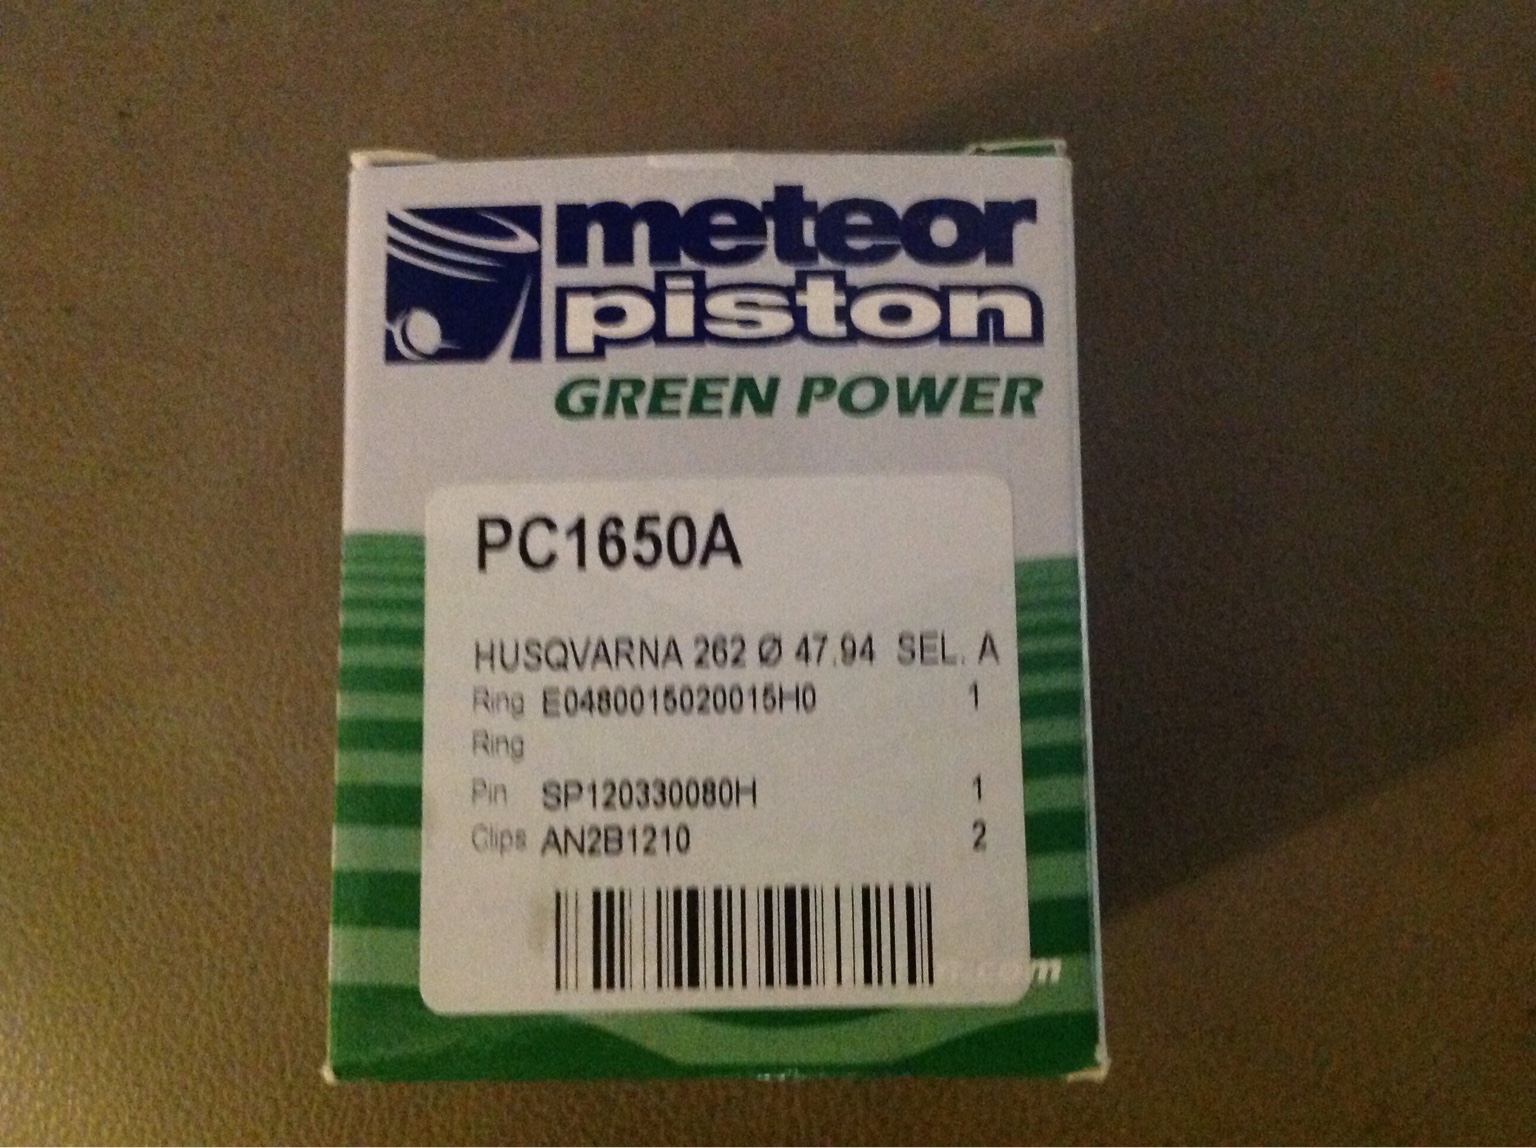 meteor
piston
GREEN POWER
PC1650A
HUSQVARNA 262 Ø 47.94 SEL. A
Ring E0480015020015H0 1
Ring
Pin SP120330080H 1
Clips AN2B1210 2
n.com